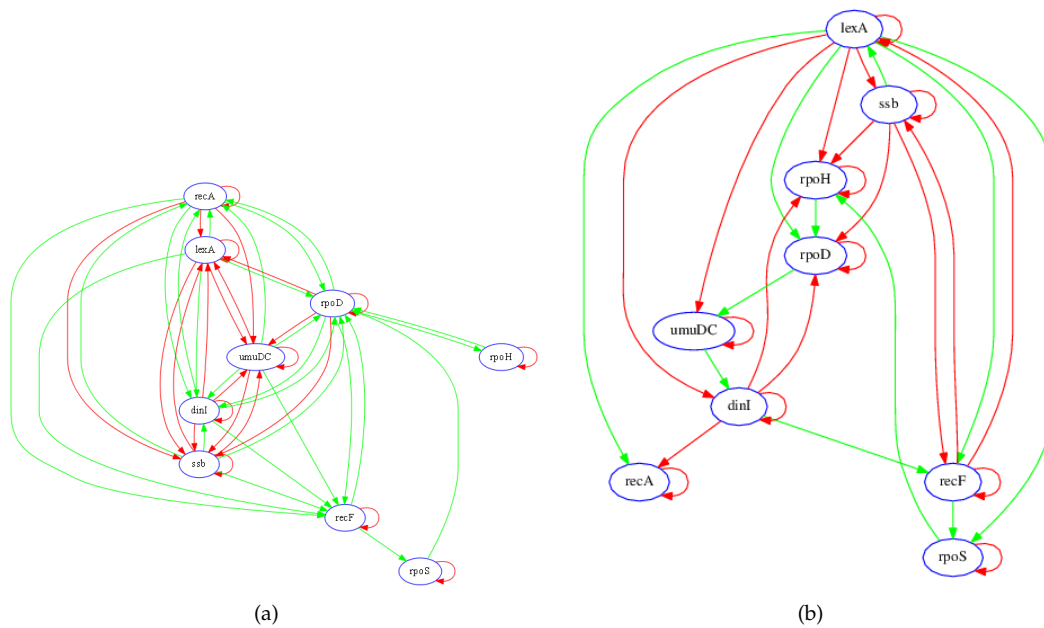 recA
lexA
rpoD
rpoH
umuDC
dinI
ssb
recF
rpoS
(a)
lexA
ssb
rpoH
rpoD
umuDC
dinI
recA
recF
rpoS
(b)